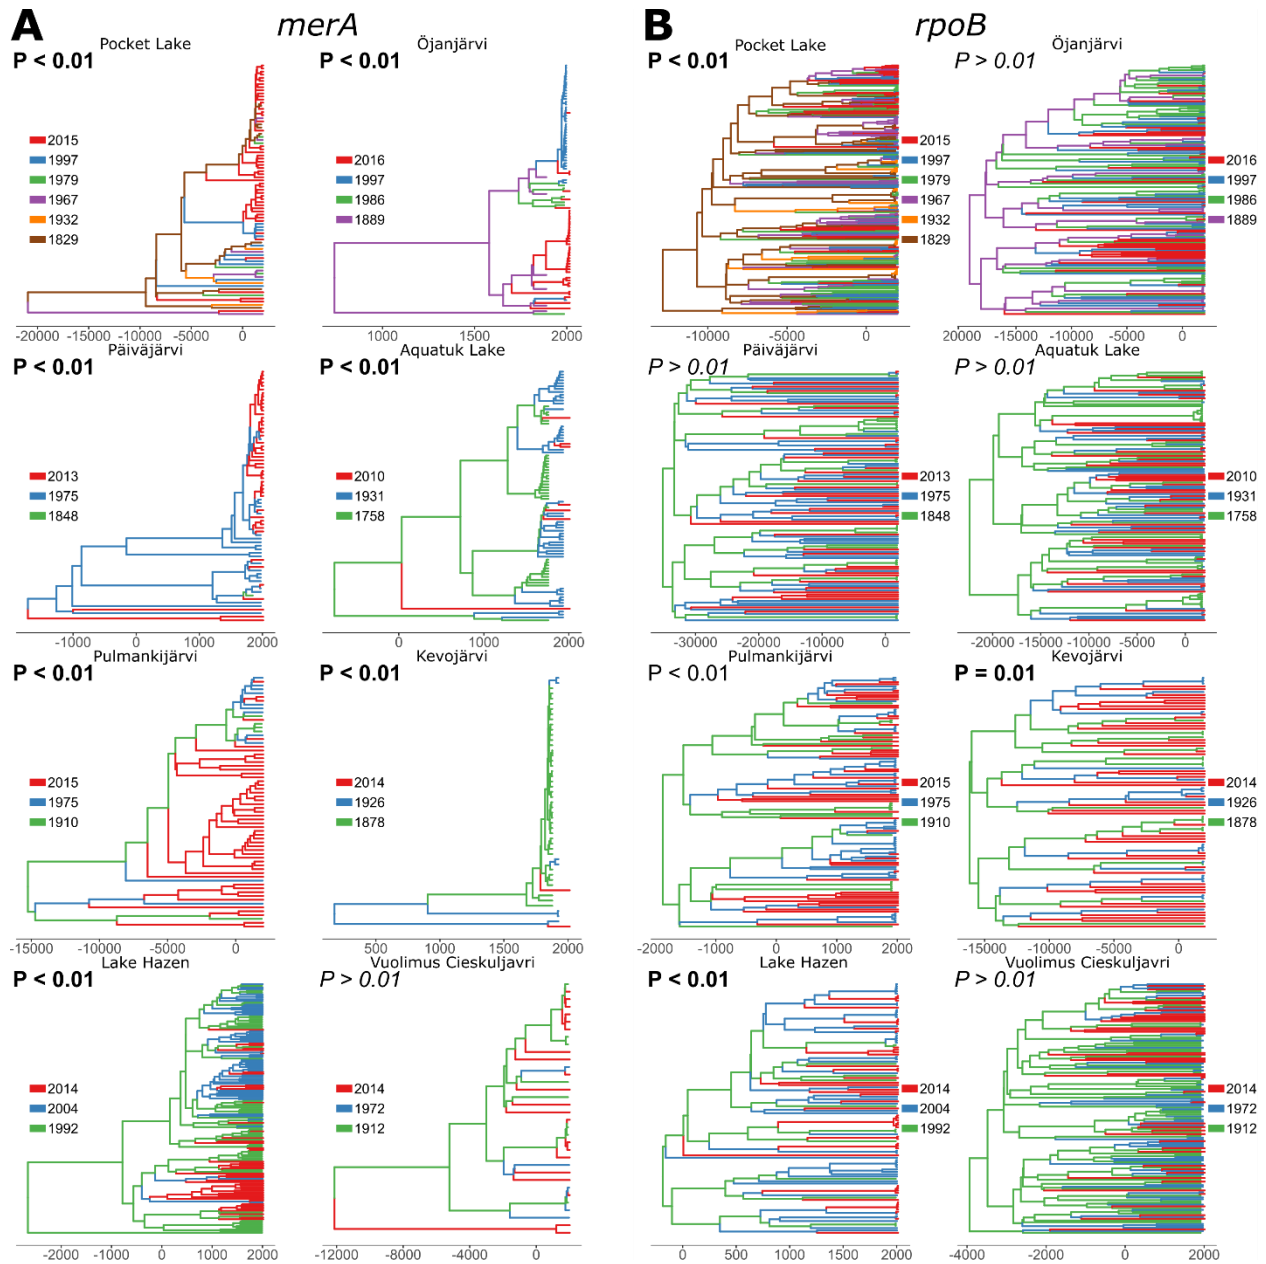 A merA
Pocket Lake
P < 0.01
2015
1997
1979
1967
1932
1829
-20000 -15000 -10000 -5000 0
Öjanjärvi
P < 0.01
2016
1997
1986
1889
1000 1500 2000
Päiväjärvi
P < 0.01
2013
1975
1848
-1000 0 1000 2000
Aquatuk Lake
P < 0.01
2010
1931
1758
0 1000 2000
Pulmankijärvi
P < 0.01
2015
1975
1910
-15000 -10000 -5000 0
Kevojärvi
P < 0.01
2014
1926
1878
500 1000 1500 2000
Lake Hazen
P < 0.01
2014
2004
1992
-2000 -1000 0 1000 2000
Vuolimus Cieskuljavri
P > 0.01
2014
1972
1912
-12000 -8000 -4000 0
B rpoB
Pocket Lake
P < 0.01
2015
1997
1979
1967
1932
1829
-10000 -5000 0
Öjanjärvi
P > 0.01
2016
1997
1986
1889
20000 -15000 -10000 -5000 0
Päiväjärvi
P > 0.01
2013
1975
1848
-30000 -20000 -10000 0
Aquatuk Lake
P > 0.01
2010
1931
1758
-20000 -15000 -10000 -5000 0
Pulmankijärvi
P < 0.01
2015
1975
1910
-2000 -1000 0 1000 2000
Kevojärvi
P = 0.01
2014
1926
1878
-15000 -10000 -5000 0
Lake Hazen
P < 0.01
2014
2004
1992
0 500 1000 1500 2000
Vuolimus Cieskuljavri
P > 0.01
2014
1972
1912
-4000 -2000 0 2000